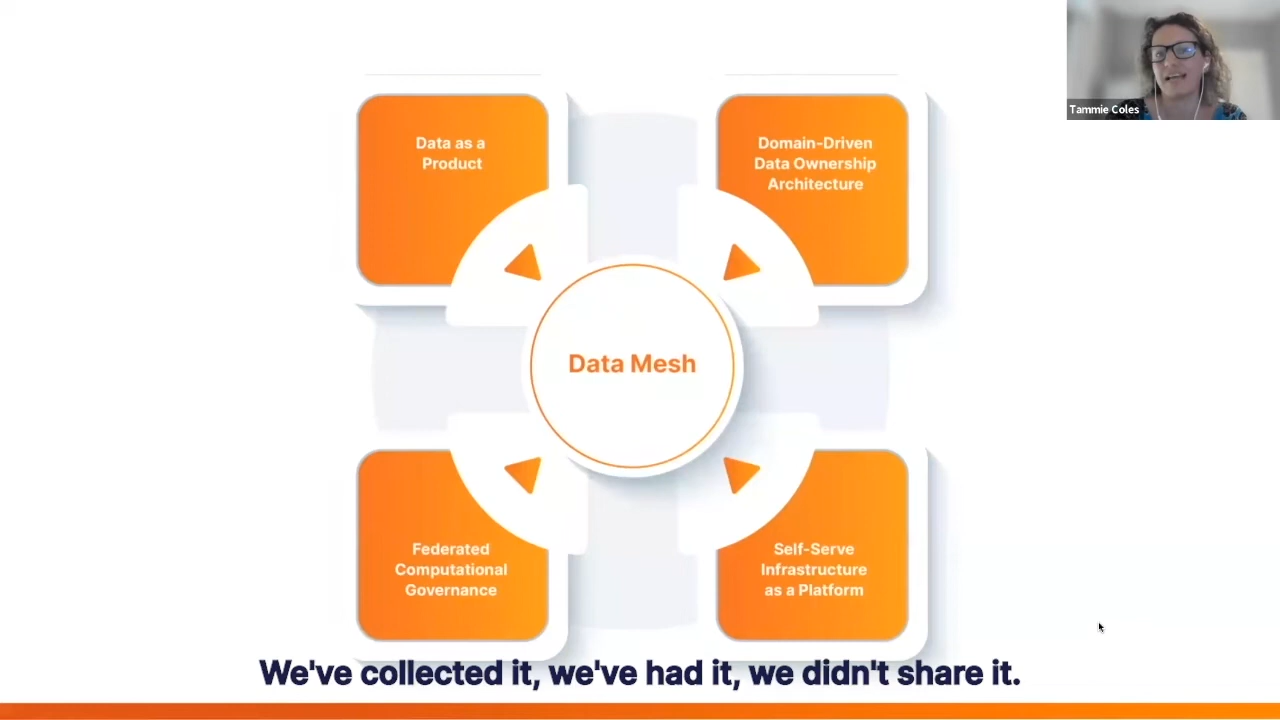 Tammie Coles
Data as a
Product
Domain-Driven
Data Ownership
Architecture
Data Mesh
Federated
Computational
Governance
Self-Serve
Infrastructure
as a Platform
We've collected it, we've had it, we didn't share it.